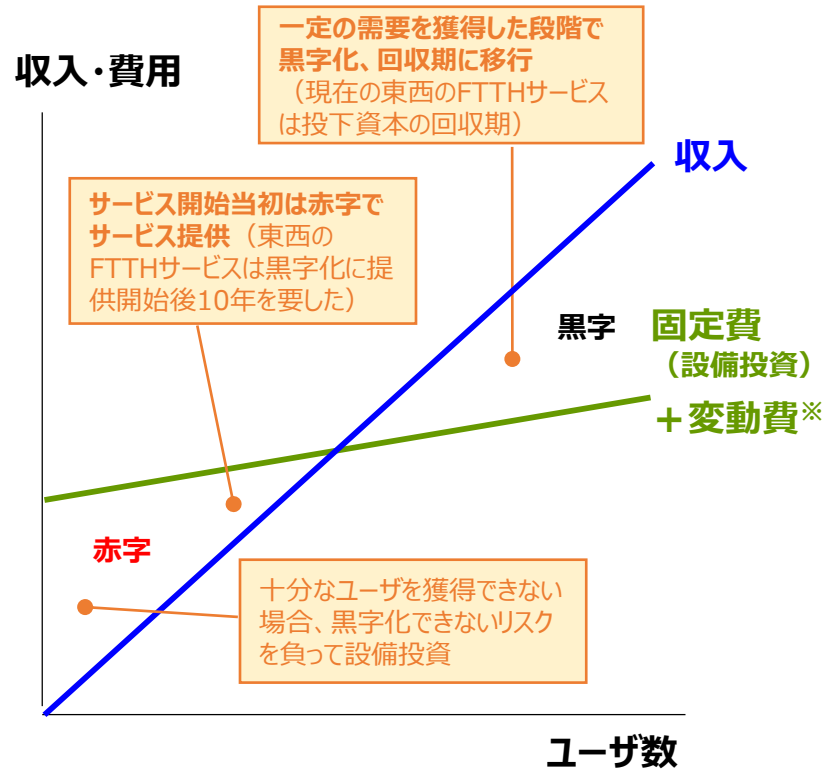 一定の需要を獲得した段階で
黒字化、回収期に移行
（現在の東西のFTTHサービス
は投下資本の回収期）
収入・費用
収入
サービス開始当初は赤字で
サービス提供（東西の
FTTHサービスは黒字化に提
供開始後10年を要した）
黒字
固定費
（設備投資）
＋変動費※
赤字
十分なユーザを獲得できない
場合、黒字化できないリスク
を負って設備投資
ユーザ数